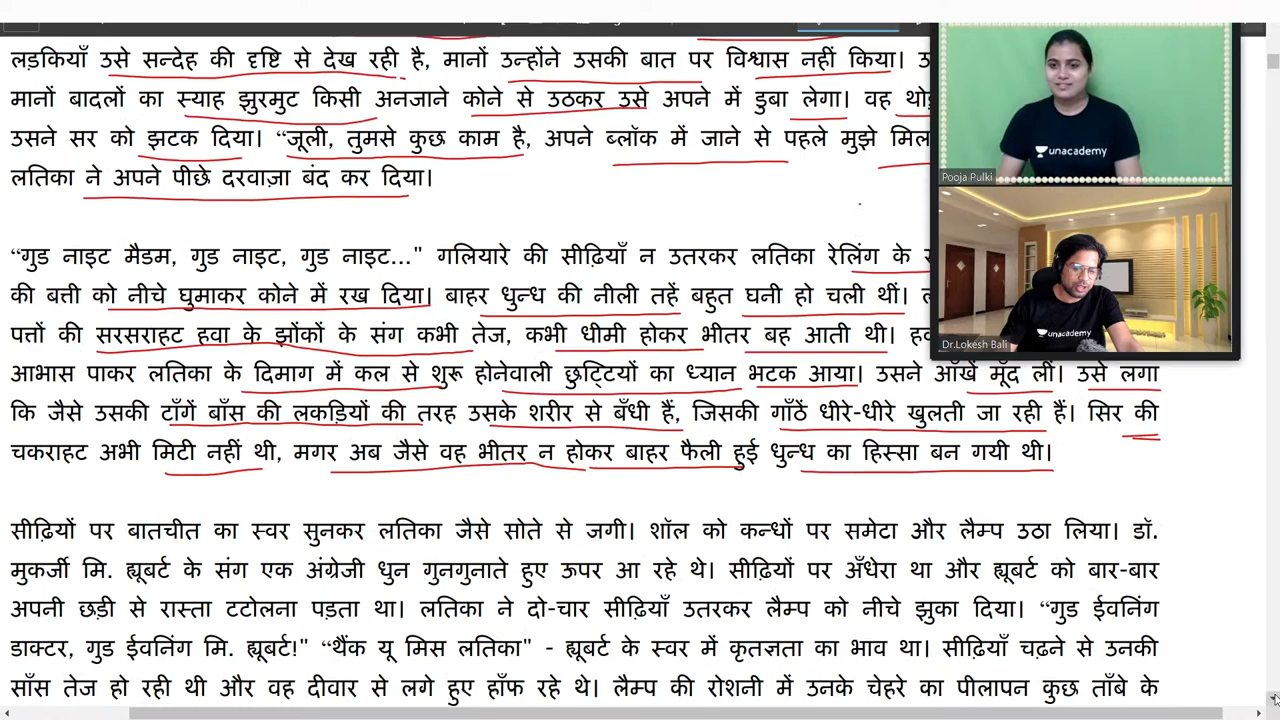 लड़कियाँ उसे सन्देह की दृष्टि से देख रही है, मानों उन्होंने उसकी बात पर विश्वास नहीं किया।
मानों बादलों का स्याह झुरमुट किसी अनजाने कोने से उठकर उसे अपने में डुबा लेगा। वह
उसने सर को झटक दिया। “जूली, तुमसे कुछ काम है, अपने ब्लॉक में जाने से पहले मुझे
लतिका ने अपने पीछे दरवाज़ा बंद कर दिया।
“गुड नाइट मैडम, गुड नाइट, गुड नाइट..." गलियारे की सीढ़ियाँ न उतरकर लतिका रेलिंग के
की बत्ती को नीचे घुमाकर कोने में रख दिया। बाहर धुन्ध की नीली तहें बहुत घनी हो चली थीं।
पत्तों की सरसराहट हवा के झोंकों के संग कभी तेज, कभी धीमी होकर भीतर बह आती थी।
आभास पाकर लतिका के दिमाग में कल से शुरू होनेवाली छुट्टियों का ध्यान भटक आया। उसने आँखें मूँद लीं। उसे लगा
कि जैसे उसकी टाँगें बाँस की लकड़ियों की तरह उसके शरीर से बँधी हैं, जिसकी गाँठें धीरे-धीरे खुलती जा रही हैं। सिर की
चकराहट अभी मिटी नहीं थी, मगर अब जैसे वह भीतर न होकर बाहर फैली हुई धुन्ध का हिस्सा बन गयी थी।
सीढ़ियों पर बातचीत का स्वर सुनकर लतिका जैसे सोते से जगी। शॉल को कन्धों पर समेटा और लैम्प उठा लिया। डॉ.
मुकर्जी मि. ह्यूबर्ट के संग एक अंग्रेजी धुन गुनगुनाते हुए ऊपर आ रहे थे। सीढ़ियों पर अँधेरा था और ह्यूबर्ट को बार-बार
अपनी छड़ी से रास्ता टटोलना पड़ता था। लतिका ने दो-चार सीढ़ियाँ उतरकर लैम्प को नीचे झुका दिया। “गुड ईवनिंग
डाक्टर, गुड ईवनिंग मि. ह्यूबर्ट!" “थैंक यू मिस लतिका" - ह्यूबर्ट के स्वर में कृतज्ञता का भाव था। सीढ़ियाँ चढ़ने से उनकी
साँस तेज हो रही थी और वह दीवार से लगे हुए हाँफ रहे थे। लैम्प की रोशनी में उनके चेहरे का पीलापन कुछ ताँबे के
unacademy
Pooja Pulki
unacademy
Dr.Lokesh Bali